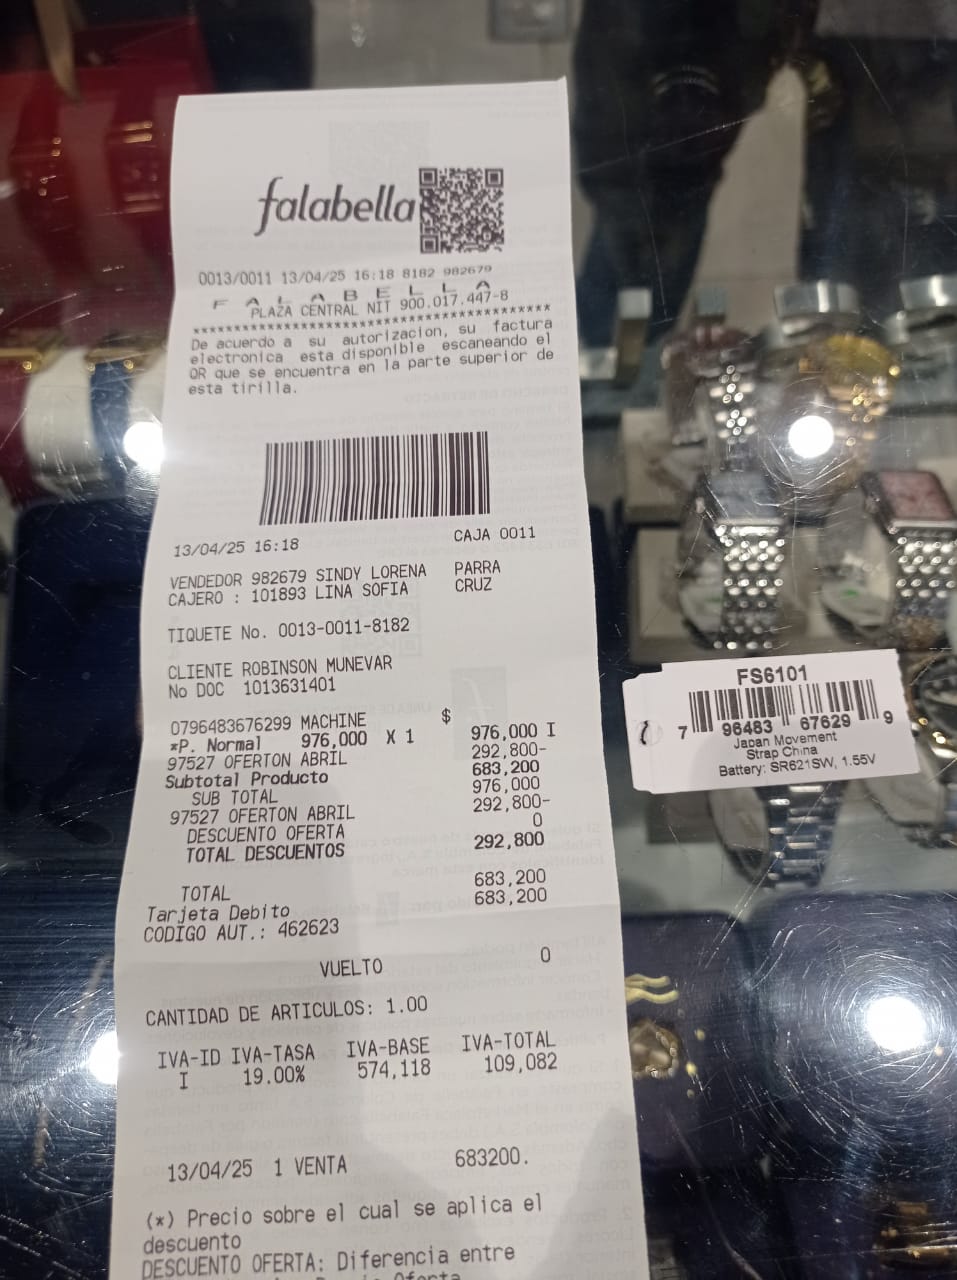 falabella
0013/0011 13/04/25 16:18 8182 982679
F A L A B E L L A
PLAZA CENTRAL NIT 900.017.447-8
****************************************
De acuerdo a su autorizacion, su factura
electronica esta disponible escaneando el
QR que se encuentra en la parte superior de
esta tirilla.
13/04/25 16:18 CAJA 0011
VENDEDOR 982679 SINDY LORENA PARRA
CAJERO : 101893 LINA SOFIA CRUZ
TIQUETE No. 0013-0011-8182
CLIENTE ROBINSON MUNEVAR
No DOC 1013631401
0796483676299 MACHINE $
*P. Normal 976,000 X 1 976,000 I
97527 OFERTON ABRIL 292,800-
Subtotal Producto 683,200
SUB TOTAL 976,000
97527 OFERTON ABRIL 292,800-
DESCUENTO OFERTA 0
TOTAL DESCUENTOS 292,800
TOTAL 683,200
Tarjeta Debito 683,200
CODIGO AUT.: 462623
VUELTO 0
CANTIDAD DE ARTICULOS: 1.00
IVA-ID IVA-TASA IVA-BASE IVA-TOTAL
I 19.00% 574,118 109,082
13/04/25 1 VENTA 683200.
(*) Precio sobre el cual se aplica el
descuento
DESCUENTO OFERTA: Diferencia entre
Oferta
FS6101
7 96483 67629 9
Japan Movement
Strap China
Battery: SR621SW, 1.55V